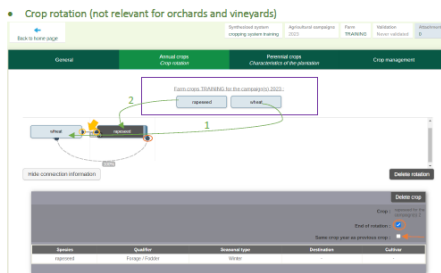 • Crop rotation (not relevant for orchards and vineyards)
Back to home page
Synthesised system
cropping system training
Agricultural campaigns
2023
Farm
TRAINING
Validation
Never validated
Attachments
0
General
Annual crops
Crop rotation
Perennial crops
Characteristics of the plantation
Crop management
Farm crops TRAINING for the campaign(s) 2023 :
rapeseed
wheat
2
1
wheat
rapeseed
Hide connection information
Delete rotation
Delete crop
Crop :
End of rotation :
Same crop year as previous crop :
Species
Qualifier
Seasonal type
Destination
Cultivar
rapeseed
Forage / Fodder
Winter